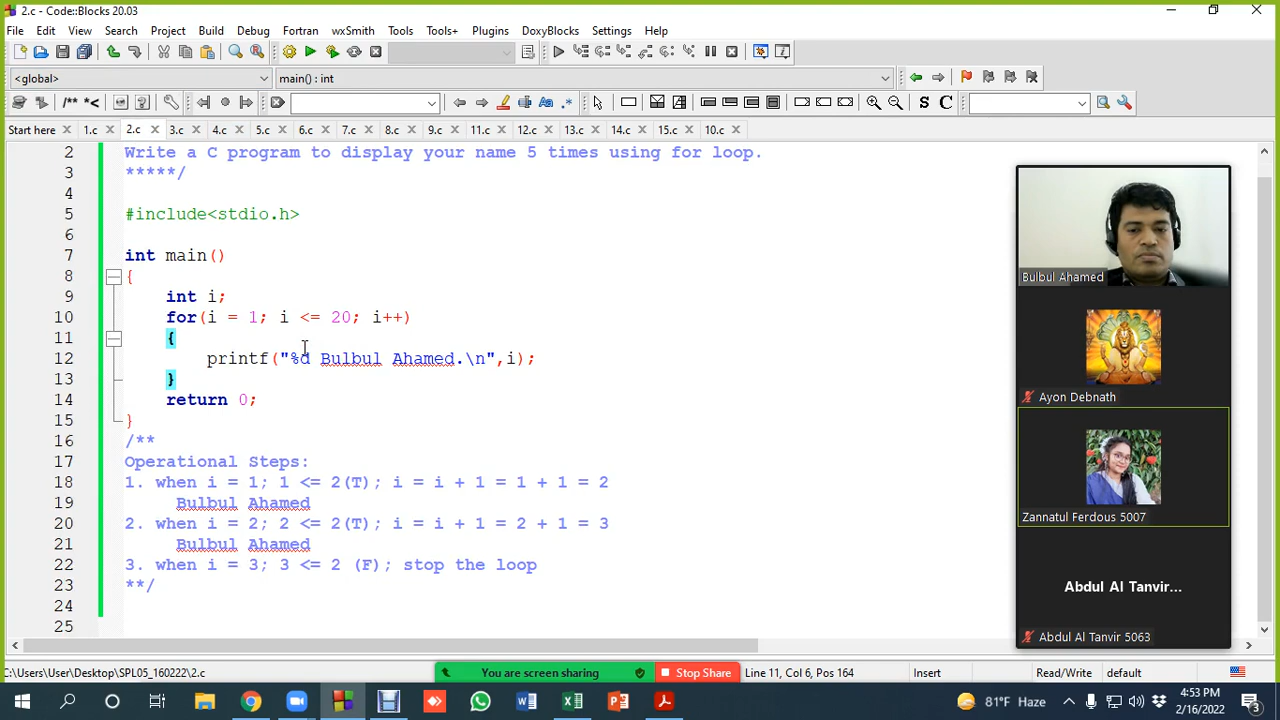 2.c - Code::Blocks 20.03
File Edit View Search Project Build Debug Fortran wxSmith Tools Tools+ Plugins DoxyBlocks Settings Help
<global> main() : int
/** *<
S C
Start here 1.c 2.c 3.c 4.c 5.c 6.c 7.c 8.c 9.c 11.c 12.c 13.c 14.c 15.c 10.c
2 Write a C program to display your name 5 times using for loop.
3 *****/
4
5 #include<stdio.h>
6
7 int main()
8 {
9 int i;
10 for(i = 1; i <= 20; i++)
11 {
12 printf("%d Bulbul Ahamed.\n",i);
13 }
14 return 0;
15 }
16 /**
17 Operational Steps:
18 1. when i = 1; 1 <= 2(T); i = i + 1 = 1 + 1 = 2
19 Bulbul Ahamed
20 2. when i = 2; 2 <= 2(T); i = i + 1 = 2 + 1 = 3
21 Bulbul Ahamed
22 3. when i = 3; 3 <= 2 (F); stop the loop
23 **/
24
25
Bulbul Ahamed
Ayon Debnath
Zannatul Ferdous 5007
Abdul Al Tanvir...
Abdul Al Tanvir 5063
C:\Users\User\Desktop\SPL05_160222\2.c
You are screen sharing
Stop Share
Line 11, Col 6, Pos 164
Insert
Read/Write
default
81°F Haze
4:53 PM
2/16/2022
3